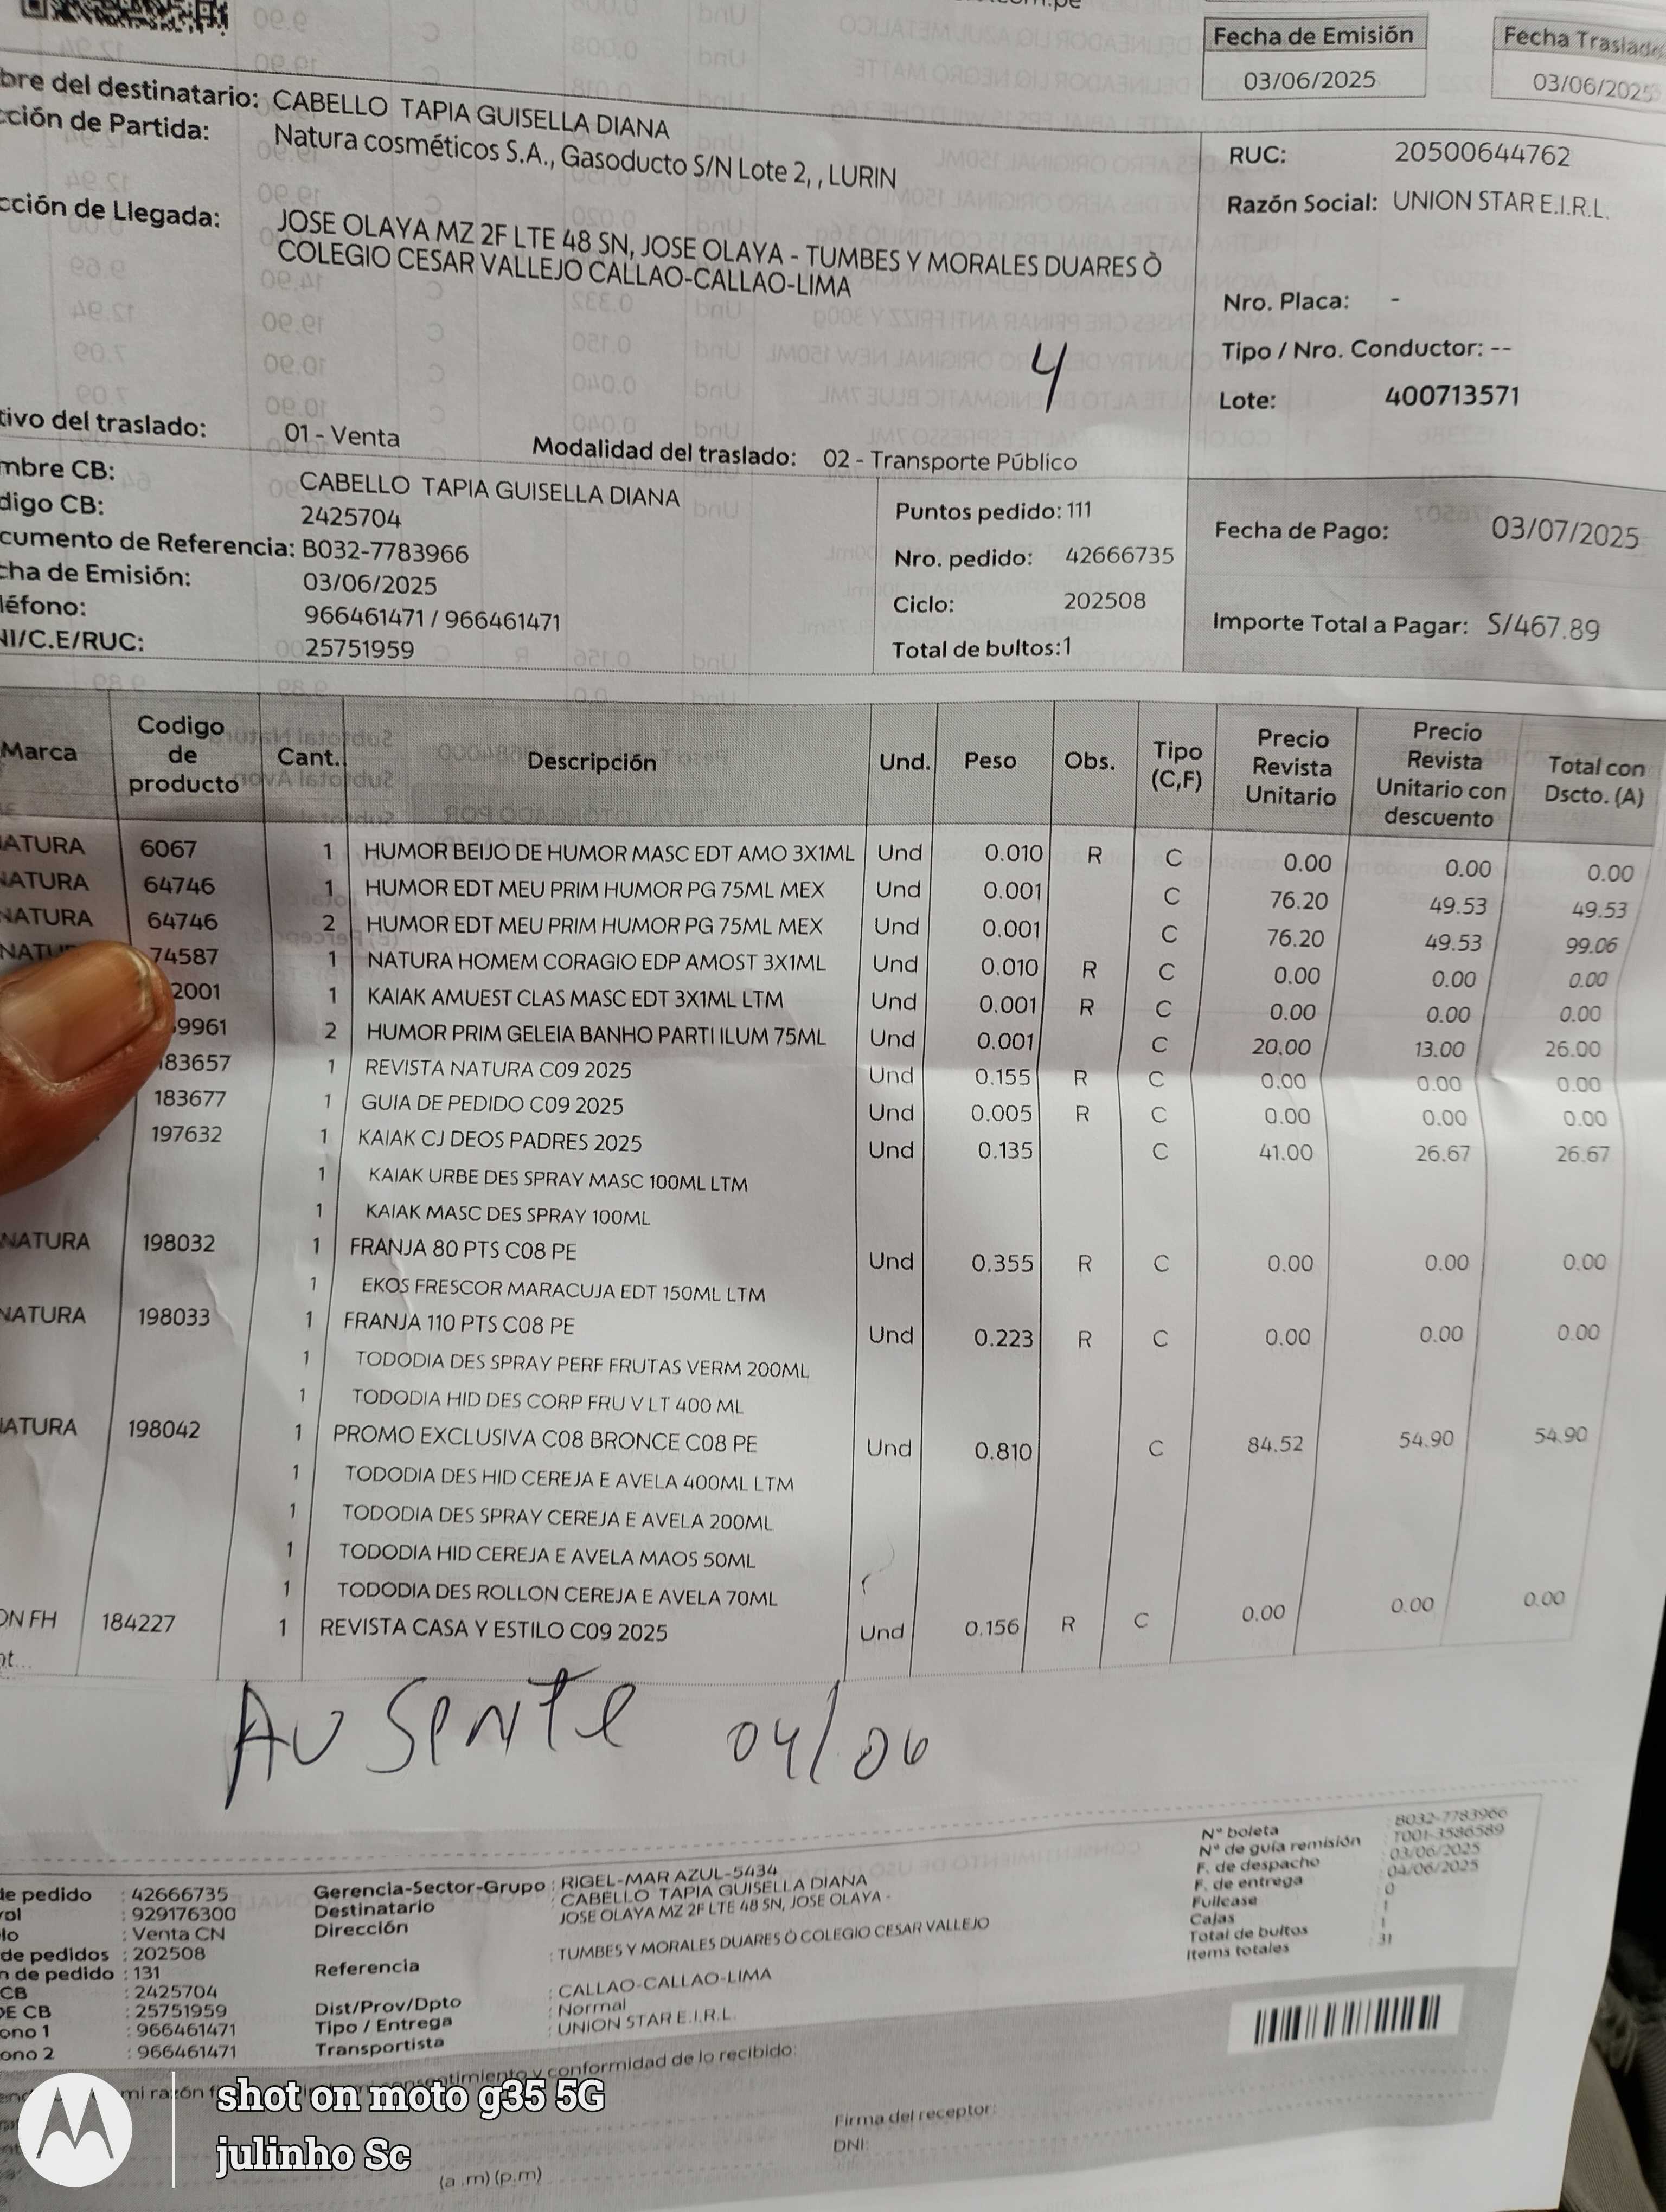 Fecha de Emisión Fecha Traslado
03/06/2025 03/06/2025
bre del destinatario: CABELLO TAPIA GUISELLA DIANA
cción de Partida: Natura cosméticos S.A., Gasoducto S/N Lote 2, , LURIN
RUC: 20500644762
Razón Social: UNION STAR E.I.R.L.
cción de Llegada: JOSE OLAYA MZ 2F LTE 48 SN, JOSE OLAYA - TUMBES Y MORALES DUARES Ò
COLEGIO CESAR VALLEJO CALLAO-CALLAO-LIMA
Nro. Placa: -
4
Tipo / Nro. Conductor: --
Lote: 400713571
tivo del traslado: 01 - Venta Modalidad del traslado: 02 - Transporte Público
mbre CB: CABELLO TAPIA GUISELLA DIANA
digo CB: 2425704
cumento de Referencia: B032-7783966
cha de Emisión: 03/06/2025
léfono: 966461471 / 966461471
NI/C.E/RUC: 25751959
Puntos pedido: 111
Nro. pedido: 42666735
Ciclo: 202508
Total de bultos:1
Fecha de Pago: 03/07/2025
Importe Total a Pagar: S/467.89
Marca Codigo de producto Cant. Descripción Und. Peso Obs. Tipo (C,F) Precio Revista Unitario Precio Revista Unitario con descuento Total con Dscto. (A)
ATURA 6067 1 HUMOR BEIJO DE HUMOR MASC EDT AMO 3X1ML Und 0.010 R C 0.00 0.00 0.00
NATURA 64746 1 HUMOR EDT MEU PRIM HUMOR PG 75ML MEX Und 0.001 C 76.20 49.53 49.53
NATURA 64746 2 HUMOR EDT MEU PRIM HUMOR PG 75ML MEX Und 0.001 C 76.20 49.53 99.06
NATU 74587 1 NATURA HOMEM CORAGIO EDP AMOST 3X1ML Und 0.010 R C 0.00 0.00 0.00
2001 1 KAIAK AMUEST CLAS MASC EDT 3X1ML LTM Und 0.001 R C 0.00 0.00 0.00
9961 2 HUMOR PRIM GELEIA BANHO PARTI ILUM 75ML Und 0.001 C 20.00 13.00 26.00
183657 1 REVISTA NATURA C09 2025 Und 0.155 R C 0.00 0.00 0.00
183677 1 GUIA DE PEDIDO C09 2025 Und 0.005 R C 0.00 0.00 0.00
197632 1 KAIAK CJ DEOS PADRES 2025 Und 0.135 C 41.00 26.67 26.67
1 KAIAK URBE DES SPRAY MASC 100ML LTM
1 KAIAK MASC DES SPRAY 100ML
NATURA 198032 1 FRANJA 80 PTS C08 PE Und 0.355 R C 0.00 0.00 0.00
1 EKOS FRESCOR MARACUJA EDT 150ML LTM
NATURA 198033 1 FRANJA 110 PTS C08 PE Und 0.223 R C 0.00 0.00 0.00
1 TODODIA DES SPRAY PERF FRUTAS VERM 200ML
1 TODODIA HID DES CORP FRU V LT 400 ML
IATURA 198042 1 PROMO EXCLUSIVA C08 BRONCE C08 PE Und 0.810 C 84.52 54.90 54.90
1 TODODIA DES HID CEREJA E AVELA 400ML LTM
1 TODODIA DES SPRAY CEREJA E AVELA 200ML
1 TODODIA HID CEREJA E AVELA MAOS 50ML
1 TODODIA DES ROLLON CEREJA E AVELA 70ML
ON FH 184227 1 REVISTA CASA Y ESTILO C09 2025 Und 0.156 R C 0.00 0.00 0.00
nt...
AUSENTE 04/06
de pedido : 42666735
rol : 929176300
lo : Venta CN
de pedidos : 202508
n de pedido : 131
CB : 2425704
DE CB : 25751959
ono 1 : 966461471
ono 2 : 966461471
Gerencia-Sector-Grupo : RIGEL-MAR AZUL-5434
Destinatario : CABELLO TAPIA GUISELLA DIANA
Dirección JOSE OLAYA MZ 2F LTE 48 SN, JOSE OLAYA -
Referencia : TUMBES Y MORALES DUARES Ò COLEGIO CESAR VALLEJO
Dist/Prov/Dpto : CALLAO-CALLAO-LIMA
Tipo / Entrega : Normal
Transportista : UNION STAR E.I.R.L.
N° boleta : B032-7783966
N° de guía remisión : T001-3586589
F. de despacho : 03/06/2025
F. de entrega : 04/06/2025
Fullcase : 0
Cajas : 1
Total de bultos : 1
Items totales : 31
mi razón conformidad de lo recibido:
Firma del receptor:
DNI:
(a .m) (p.m)
shot on moto g35 5G
julinho Sc